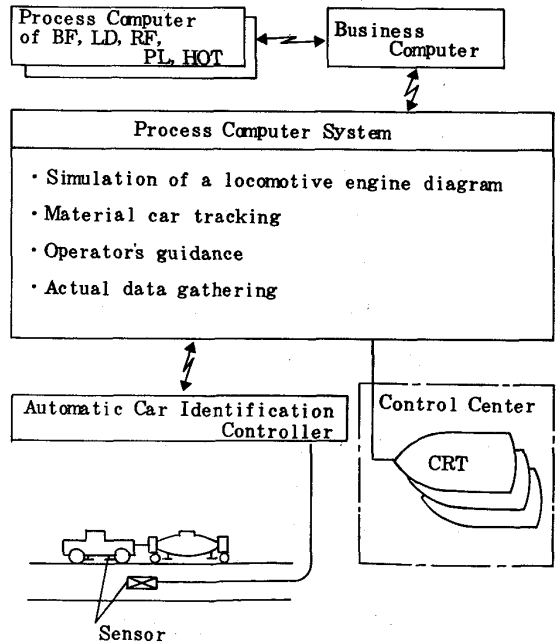 Process Computer
of BF, LD, RF,
PL, HOT
Business
Computer
Process Computer System
・Simulation of a locomotive engine diagram
・Material car tracking
・Operator's guidance
・Actual data gathering
Automatic Car Identification
Controller
Control Center
CRT
Sensor